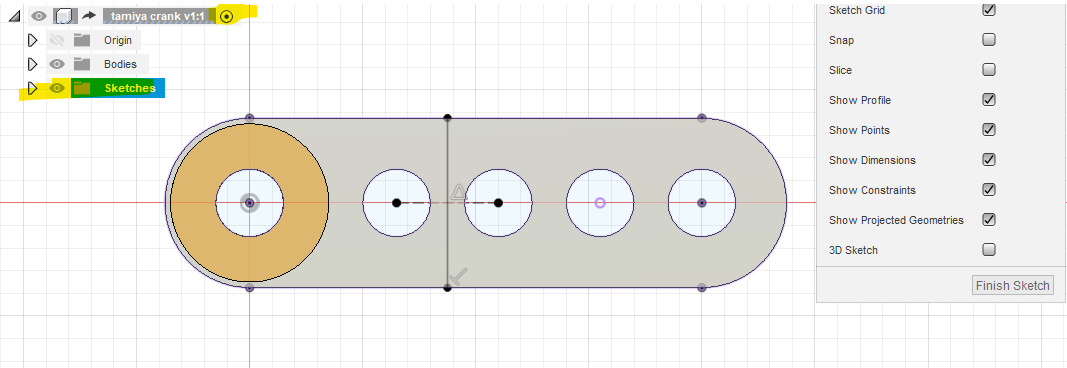 tamiya crank v1:1
Origin
Bodies
Sketches
Sketch Grid
Snap
Slice
Show Profile
Show Points
Show Dimensions
Show Constraints
Show Projected Geometries
3D Sketch
Finish Sketch